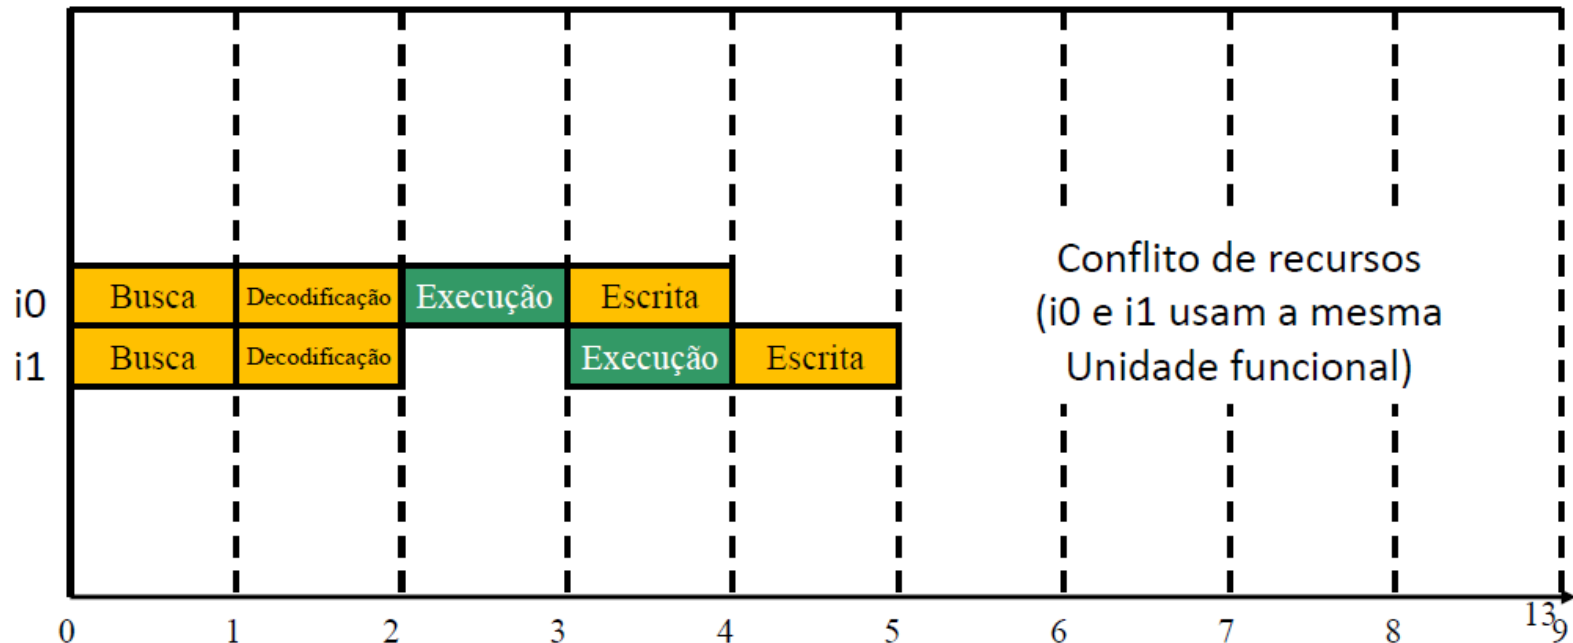 i0 Busca Decodificação Execução Escrita
i1 Busca Decodificação Execução Escrita
Conflito de recursos
(i0 e i1 usam a mesma
Unidade funcional)
13
0 1 2 3 4 5 6 7 8 9